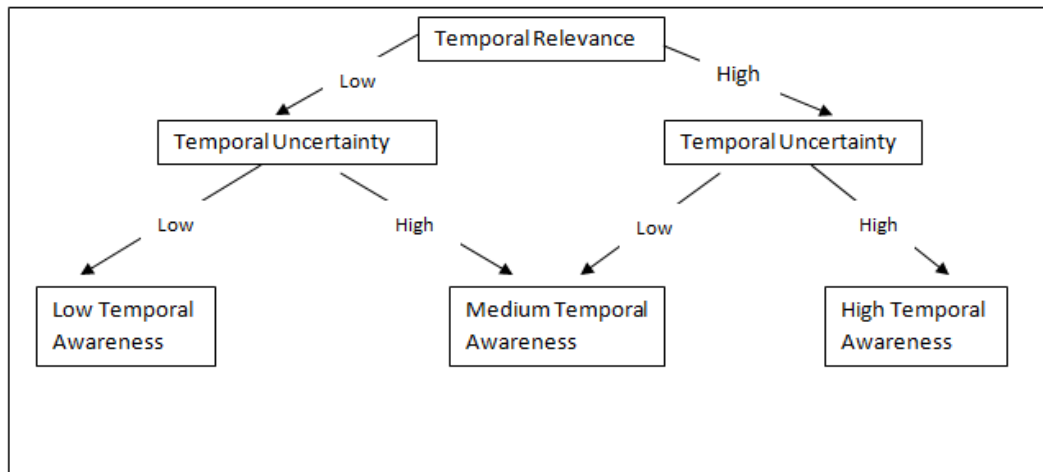 Temporal Relevance
Low
High
Temporal Uncertainty
Temporal Uncertainty
Low
High
Low
High
Low Temporal
Awareness
Medium Temporal
Awareness
High Temporal
Awareness